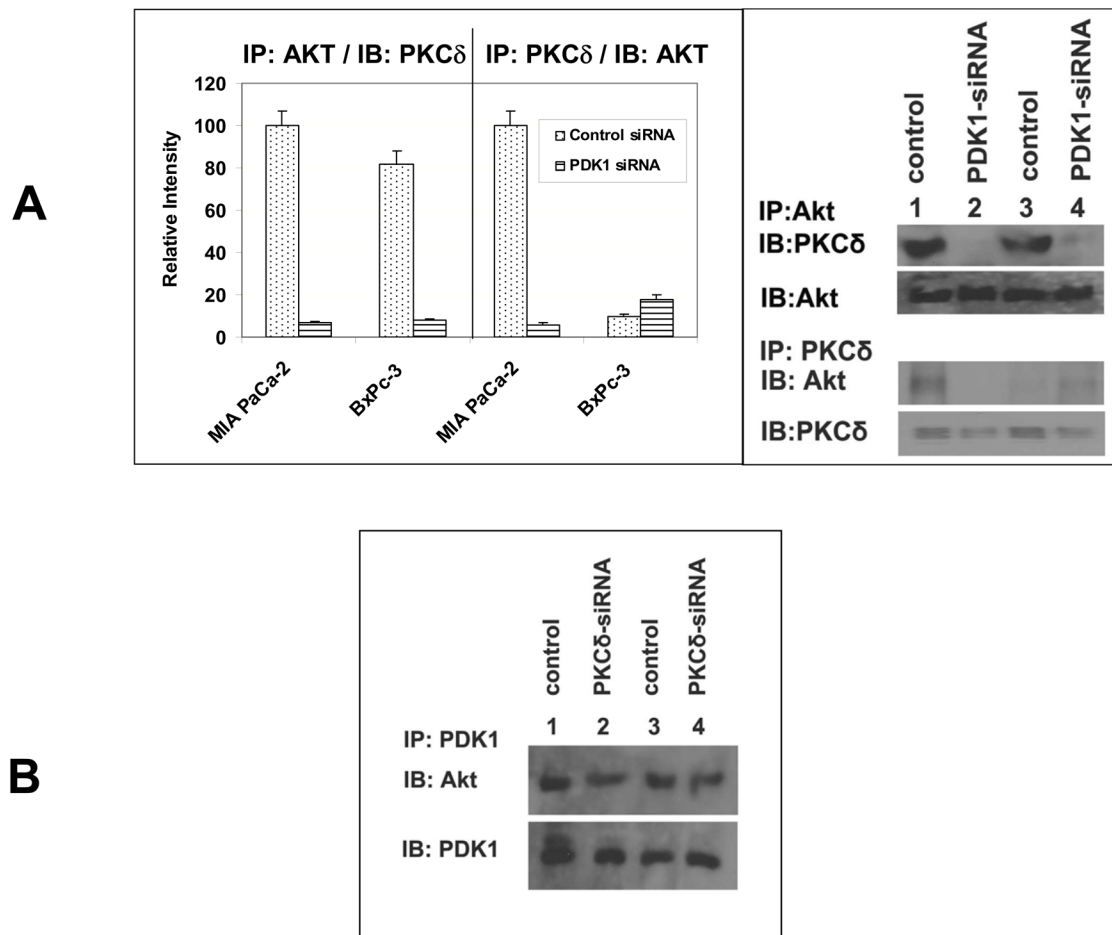 A
IP: AKT / IB: PKCδ
IP: PKCδ / IB: AKT
120
100
80
60
40
20
0
Relative Intensity
Control siRNA
PDK1 siRNA
MIA PaCa-2
BxPc-3
MIA PaCa-2
BxPc-3
control
PDK1-siRNA
control
PDK1-siRNA
1 2 3 4
IP:Akt
IB:PKCδ
IB:Akt
IP: PKCδ
IB: Akt
IB:PKCδ
B
control
PKCδ-siRNA
control
PKCδ-siRNA
1 2 3 4
IP: PDK1
IB: Akt
IB: PDK1